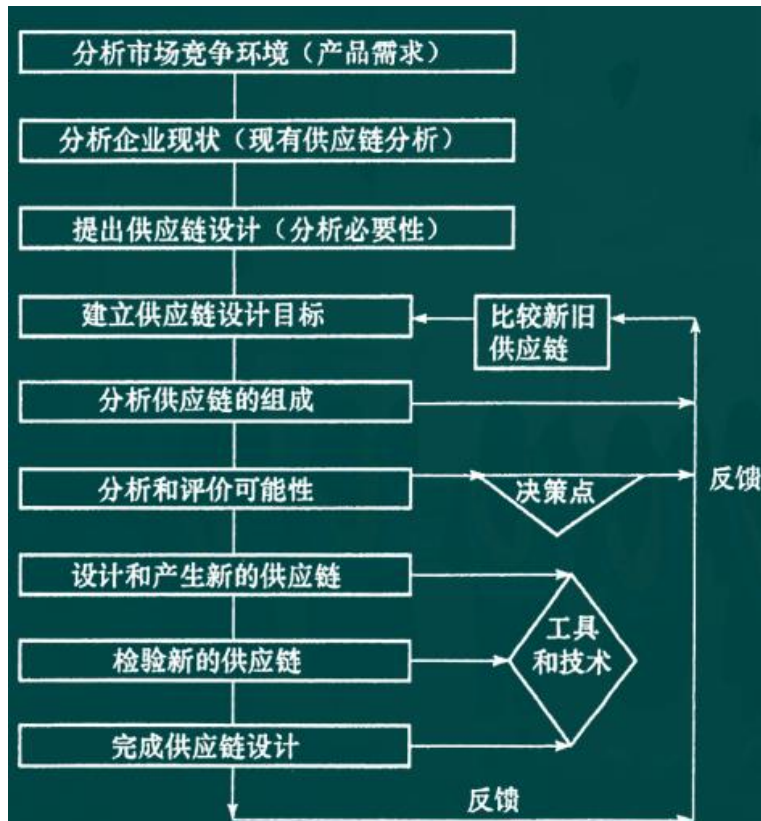 分析市场竞争环境（产品需求）
分析企业现状（现有供应链分析）
提出供应链设计（分析必要性）
建立供应链设计目标
比较新旧
供应链
分析供应链的组成
分析和评价可能性
决策点
反馈
设计和产生新的供应链
工具
和技术
检验新的供应链
完成供应链设计
反馈